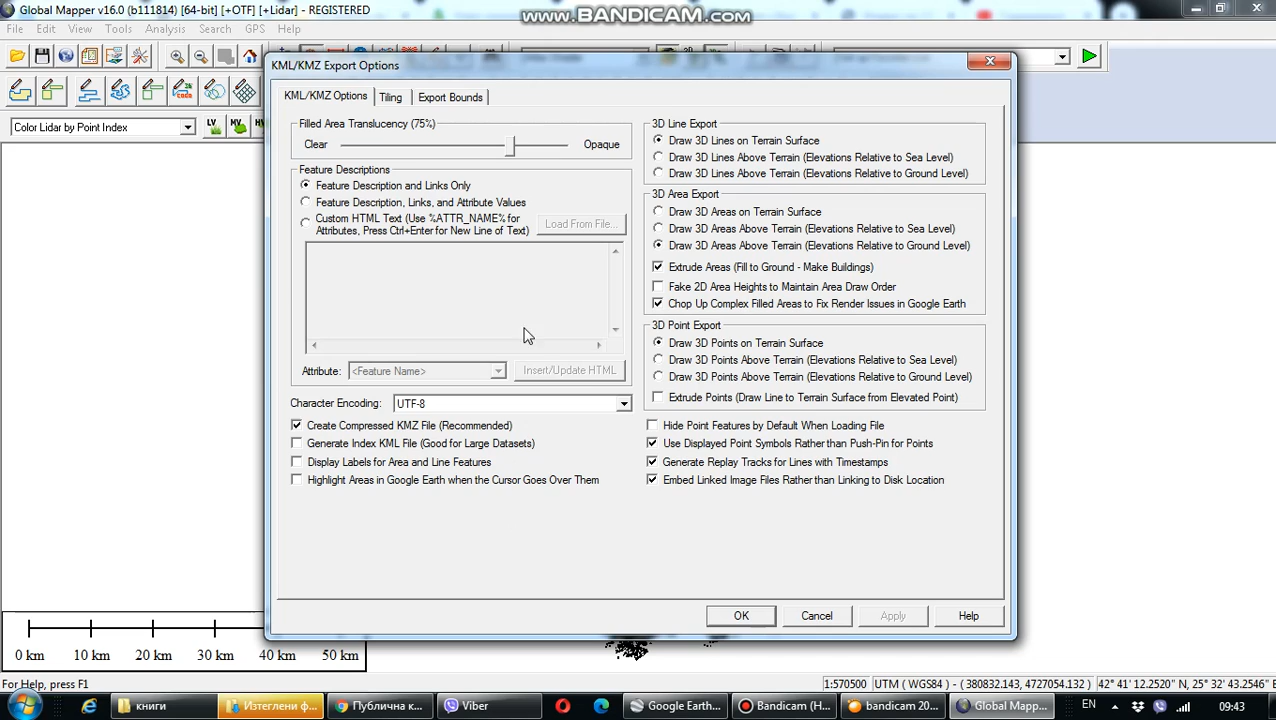 Global Mapper v16.0 (b111814) [64-bit] [+OTF] [+Lidar] - REGISTERED
www.BANDICAM.com
File Edit View Tools Analysis Search GPS Help
KML/KMZ Export Options
KML/KMZ Options Tiling Export Bounds
Color Lidar by Point Index
Filled Area Translucency (75%)
Clear Opaque
Feature Descriptions
Feature Description and Links Only
Feature Description, Links, and Attribute Values
Custom HTML Text (Use %ATTR_NAME% for
Attributes, Press Ctrl+Enter for New Line of Text)
Load From File...
Attribute: <Feature Name> Insert/Update HTML
Character Encoding: UTF-8
Create Compressed KMZ File (Recommended)
Generate Index KML File (Good for Large Datasets)
Display Labels for Area and Line Features
Highlight Areas in Google Earth when the Cursor Goes Over Them
3D Line Export
Draw 3D Lines on Terrain Surface
Draw 3D Lines Above Terrain (Elevations Relative to Sea Level)
Draw 3D Lines Above Terrain (Elevations Relative to Ground Level)
3D Area Export
Draw 3D Areas on Terrain Surface
Draw 3D Areas Above Terrain (Elevations Relative to Sea Level)
Draw 3D Areas Above Terrain (Elevations Relative to Ground Level)
Extrude Areas (Fill to Ground - Make Buildings)
Fake 2D Area Heights to Maintain Area Draw Order
Chop Up Complex Filled Areas to Fix Render Issues in Google Earth
3D Point Export
Draw 3D Points on Terrain Surface
Draw 3D Points Above Terrain (Elevations Relative to Sea Level)
Draw 3D Points Above Terrain (Elevations Relative to Ground Level)
Extrude Points (Draw Line to Terrain Surface from Elevated Point)
Hide Point Features by Default When Loading File
Use Displayed Point Symbols Rather than Push-Pin for Points
Generate Replay Tracks for Lines with Timestamps
Embed Linked Image Files Rather than Linking to Disk Location
OK Cancel Apply Help
0 km 10 km 20 km 30 km 40 km 50 km
For Help, press F1
1:570500 UTM ( WGS84 ) - ( 380832.143, 4727054.132 ) 42° 41' 12.2520" N, 25° 32' 43.2546" E
книги Изтеглени ф... Публична к... Viber Google Earth... Bandicam (H... bandicam 20... Global Map... EN 09:43